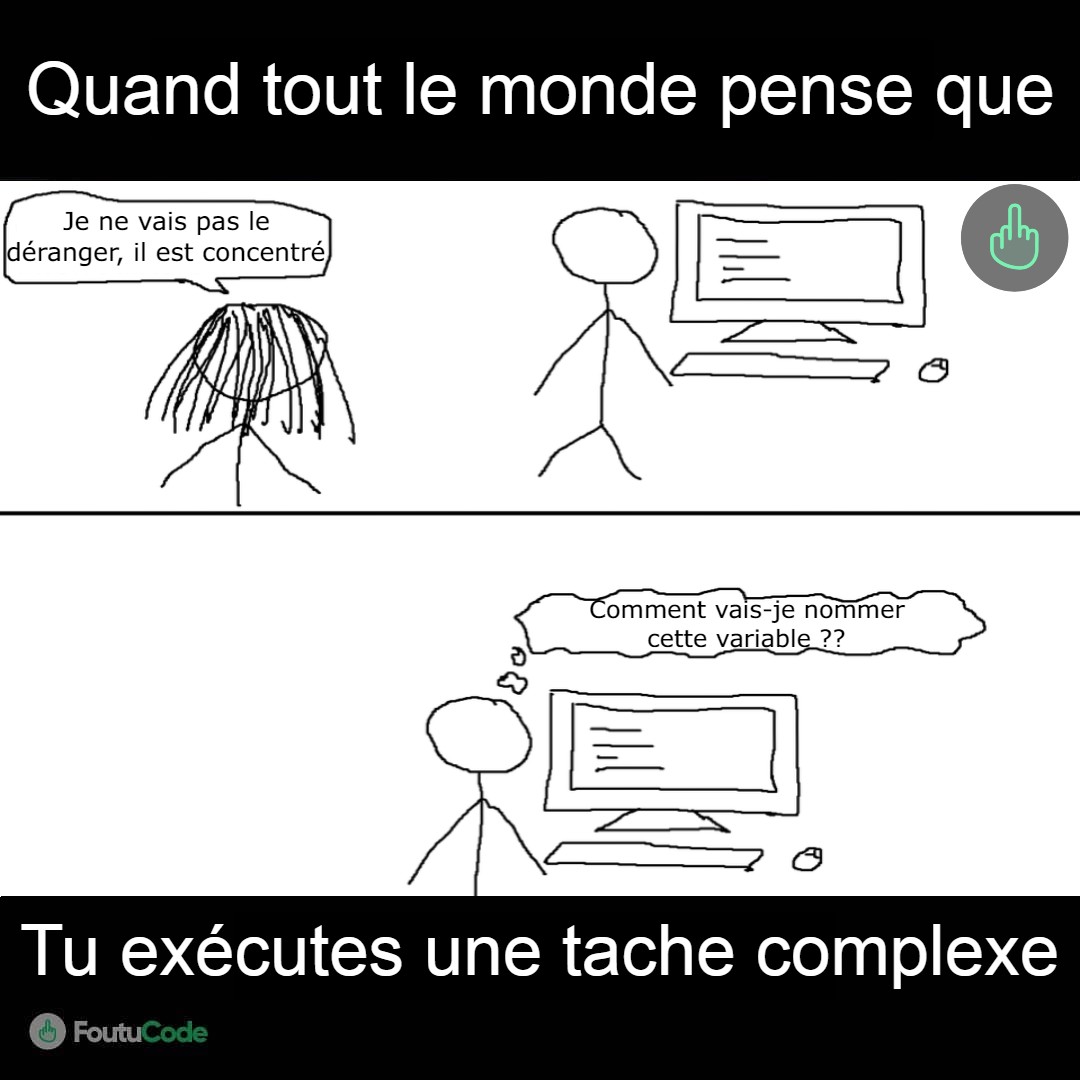 Quand tout le monde pense que
Je ne vais pas le
déranger, il est concentré
Comment vais-je nommer
cette variable ??
Tu exécutes une tache complexe
FoutuCode